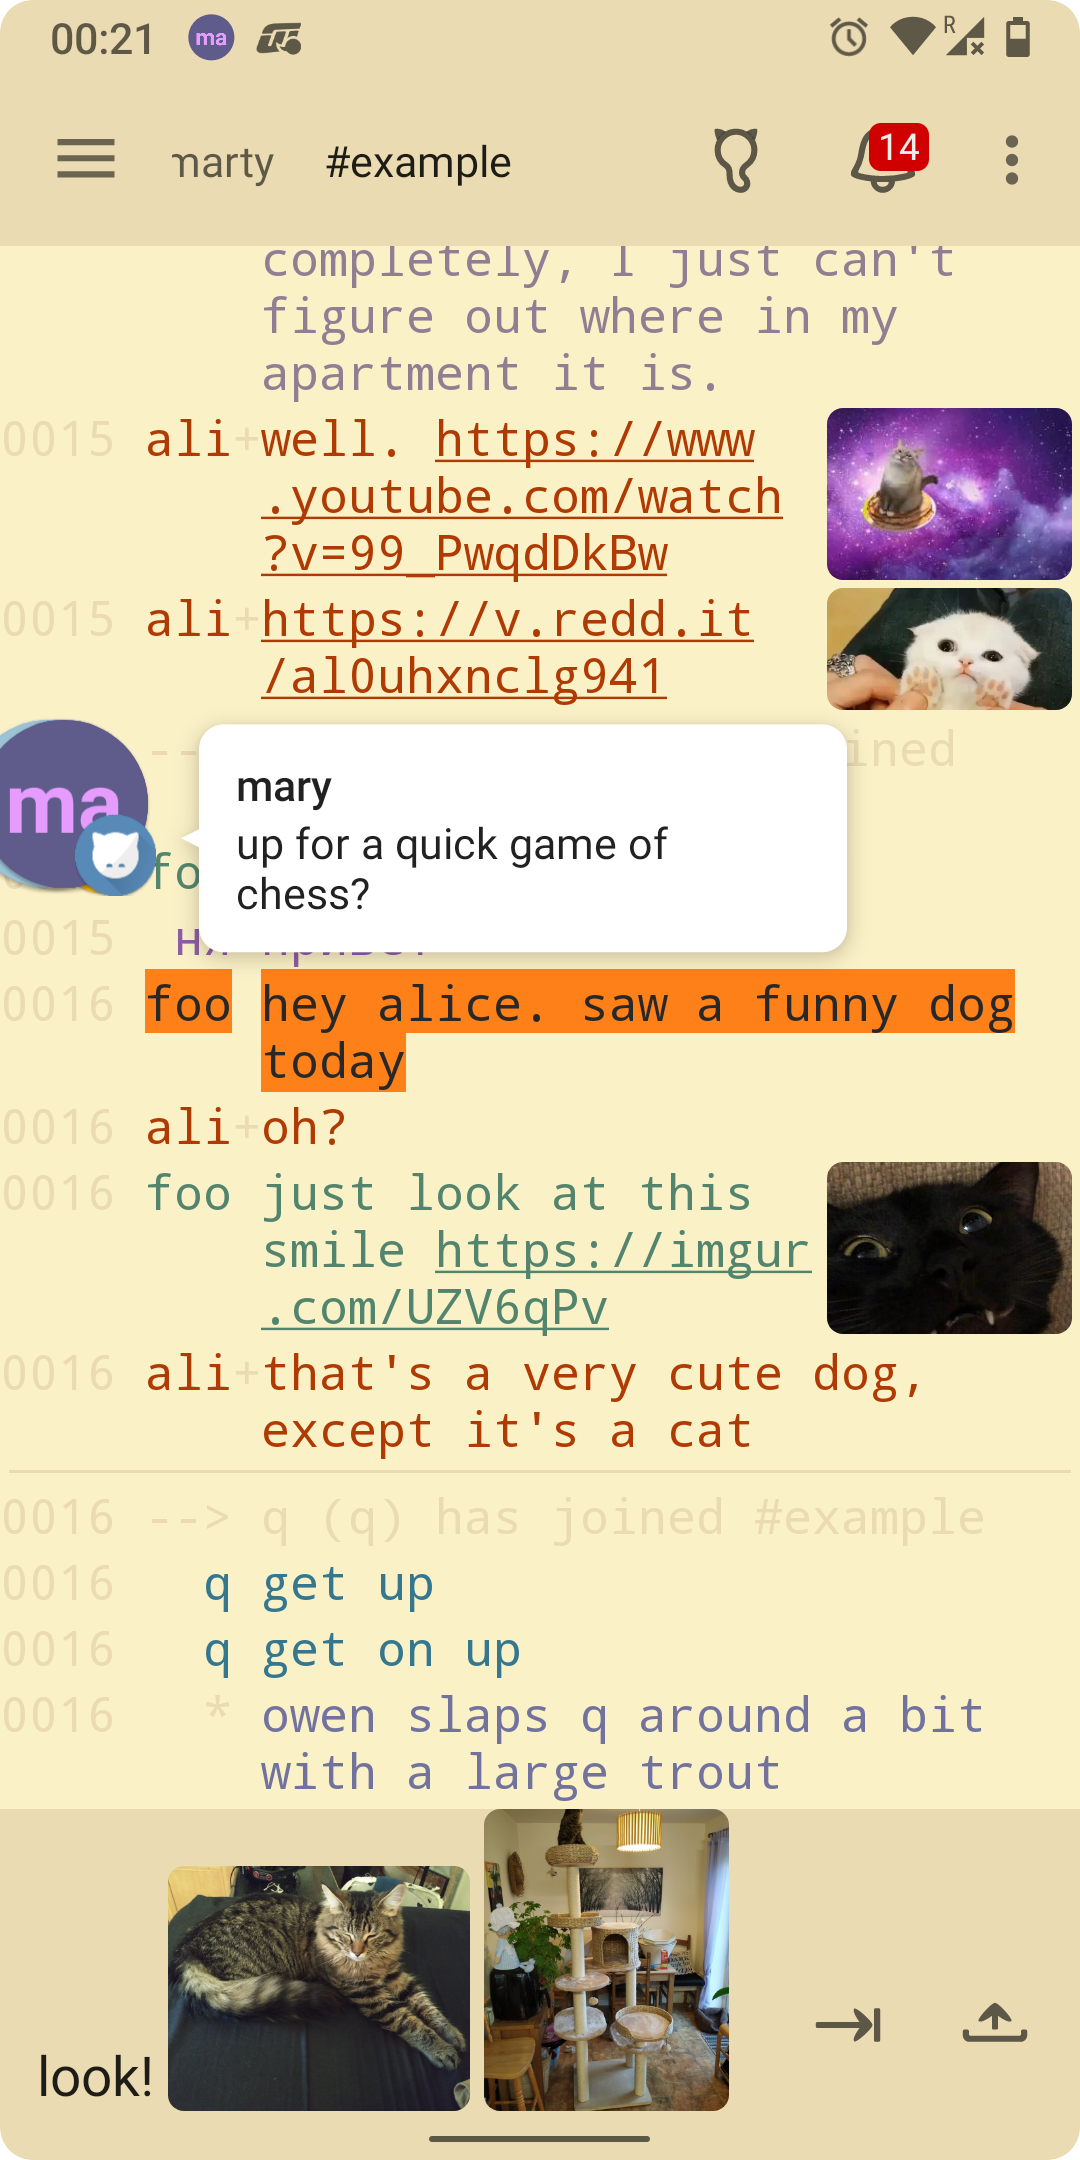 00:21 ma R
marty #example 14
completely, I just can't
figure out where in my
apartment it is.
0015 ali+well. https://www
.youtube.com/watch
?v=99_PwqdDkBw
0015 ali+https://v.redd.it
/al0uhxnclg941
-- ined
ma
mary
up for a quick game of
chess?
fo
0015
0016 foo hey alice. saw a funny dog
today
0016 ali+oh?
0016 foo just look at this
smile https://imgur
.com/UZV6qPv
0016 ali+that's a very cute dog,
except it's a cat
0016 --> q (q) has joined #example
0016 q get up
0016 q get on up
0016 * owen slaps q around a bit
with a large trout
look!